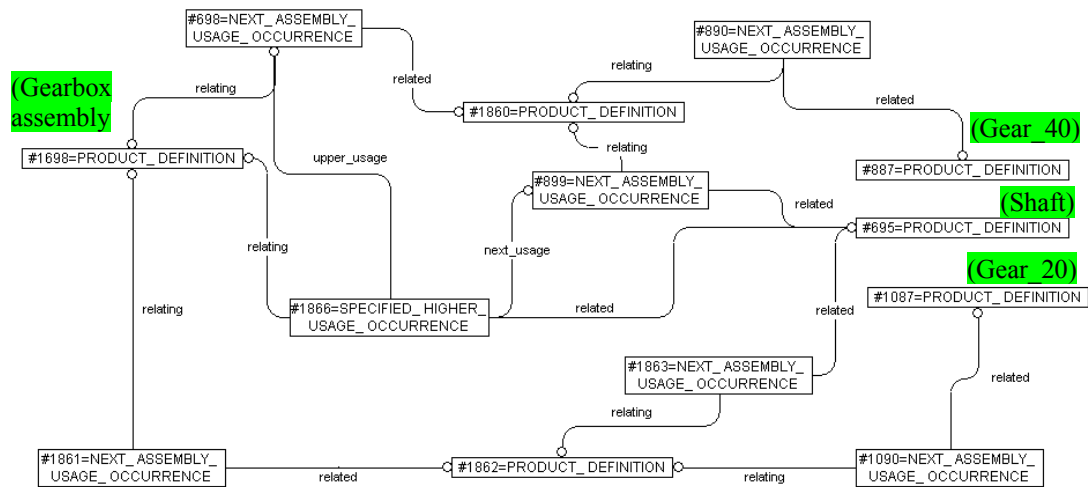 #698=NEXT_ASSEMBLY_
USAGE_OCCURRENCE
#890=NEXT_ASSEMBLY_
USAGE_OCCURRENCE
related
relating
relating
(Gearbox
assembly
#1860=PRODUCT_DEFINITION
related
(Gear_40)
#1698=PRODUCT_DEFINITION
upper_usage
relating
#887=PRODUCT_DEFINITION
#899=NEXT_ASSEMBLY_
USAGE_OCCURRENCE
(Shaft)
related
#695=PRODUCT_DEFINITION
relating
next_usage
(Gear_20)
#1087=PRODUCT_DEFINITION
relating
#1866=SPECIFIED_HIGHER_
USAGE_OCCURRENCE
related
related
#1863=NEXT_ASSEMBLY_
USAGE_OCCURRENCE
related
relating
#1861=NEXT_ASSEMBLY_
USAGE_OCCURRENCE
related
#1862=PRODUCT_DEFINITION
relating
#1090=NEXT_ASSEMBLY_
USAGE_OCCURRENCE